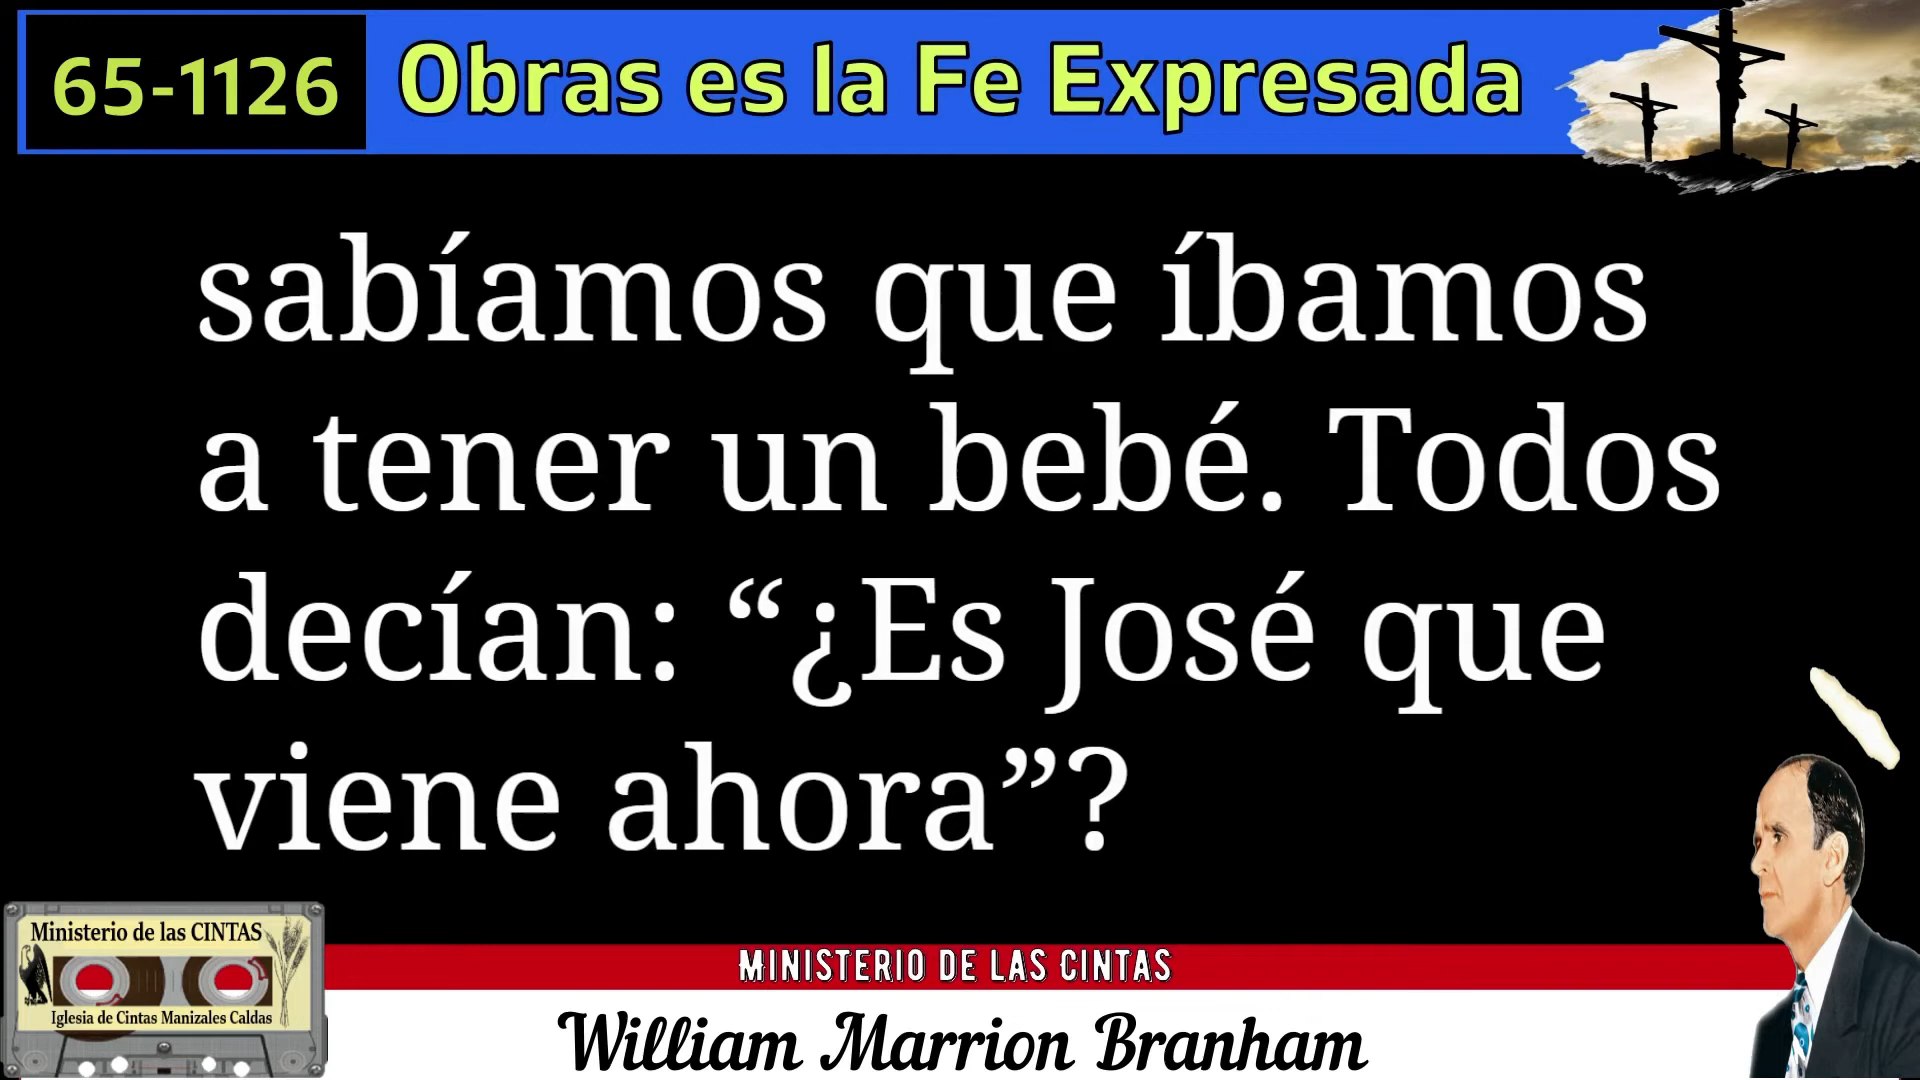 65-1126
Obras es la Fe Expresada
sabíamos que íbamos
a tener un bebé. Todos
decían: “¿Es José que
viene ahora”?
Ministerio de las CINTAS
Iglesia de Cintas Manizales Caldas
MINISTERIO DE LAS CINTAS
William Marrion Branham